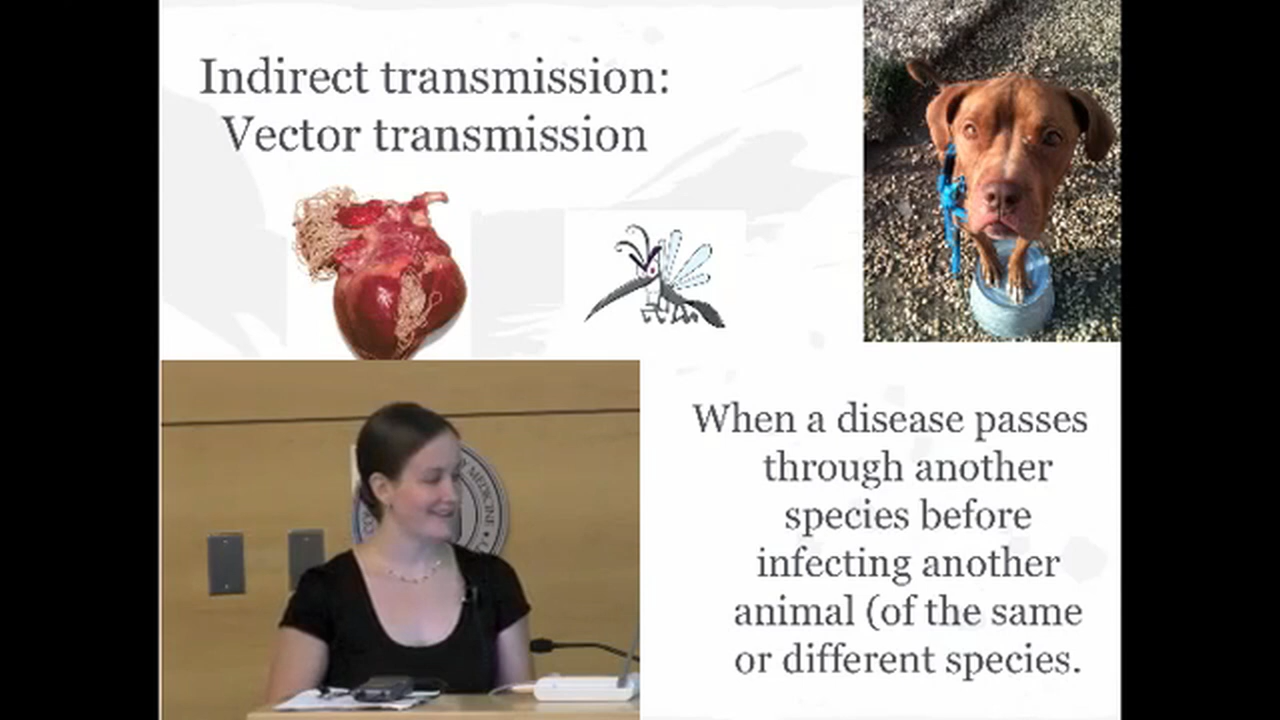 Indirect transmission:
Vector transmission
When a disease passes
through another
species before
infecting another
animal (of the same
or different species.
MEDICINE